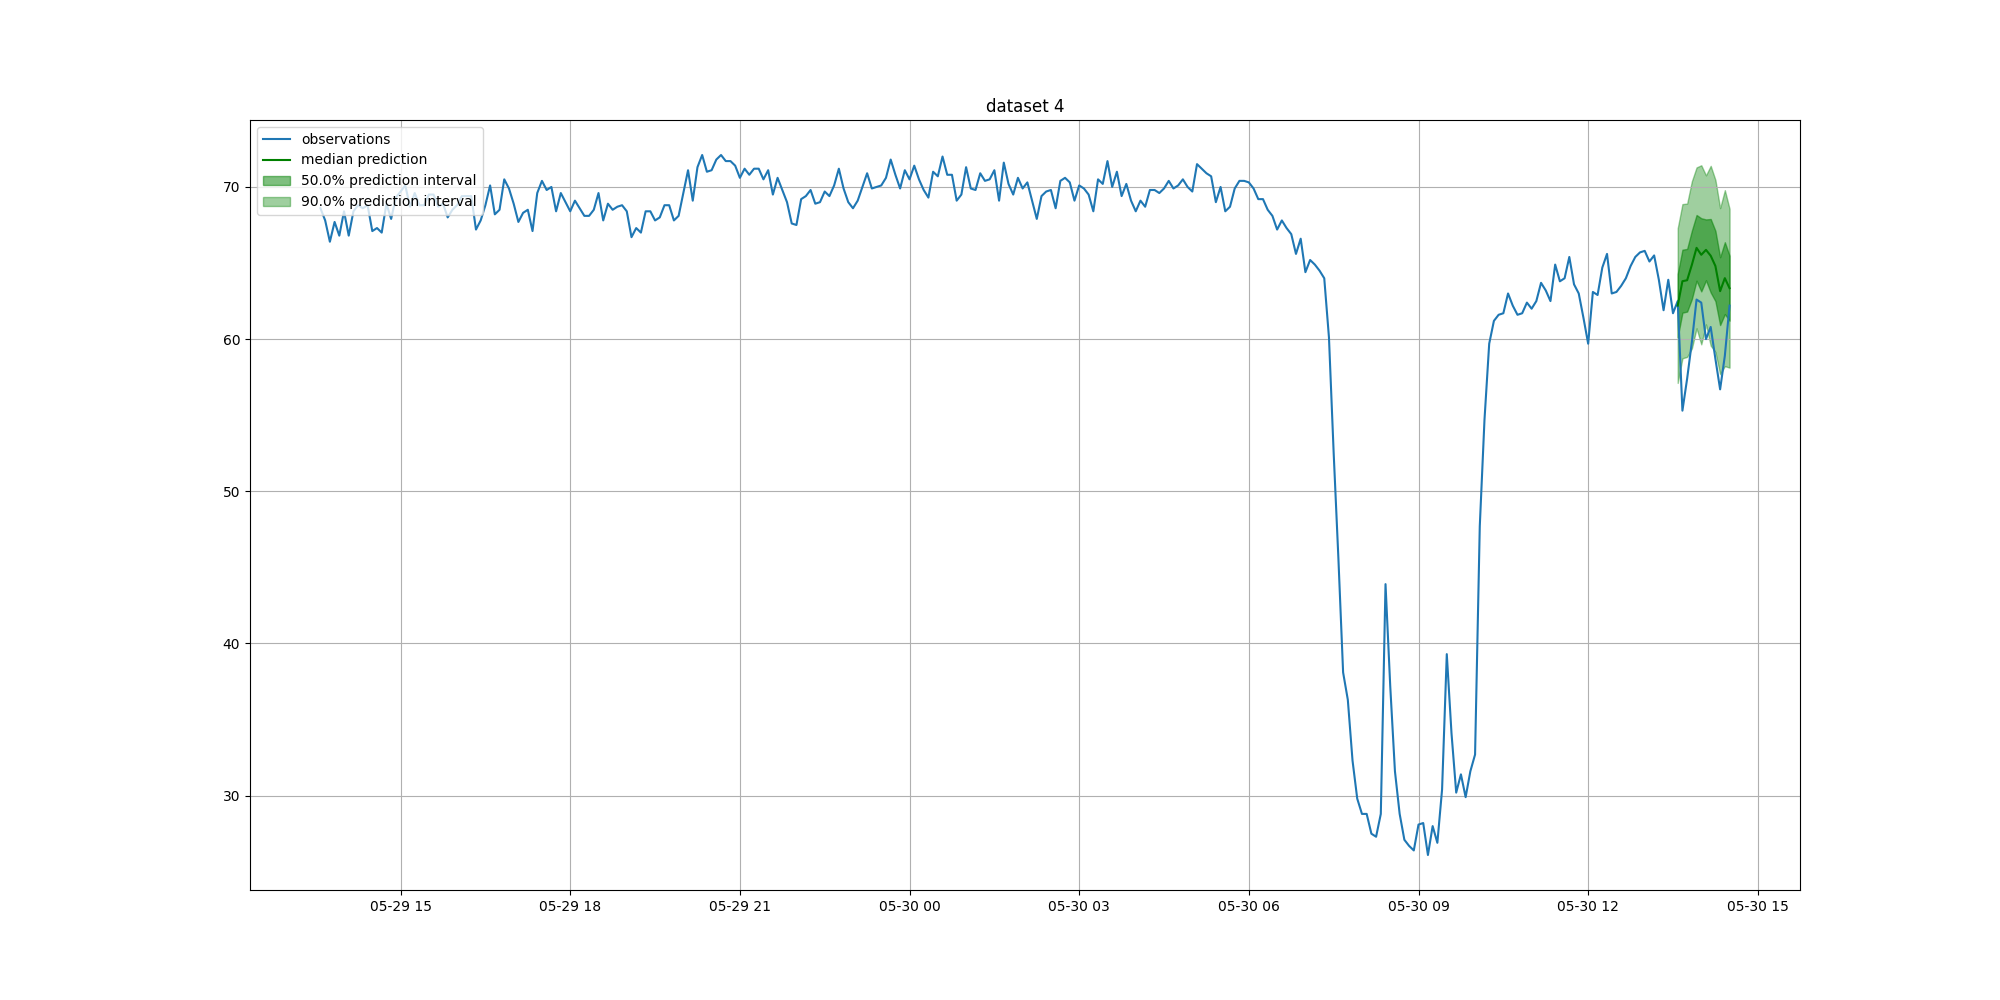 dataset 4
observations
median prediction
50.0% prediction interval
90.0% prediction interval
70
60
50
40
30
05-29 15 05-29 18 05-29 21 05-30 00 05-30 03 05-30 06 05-30 09 05-30 12 05-30 15